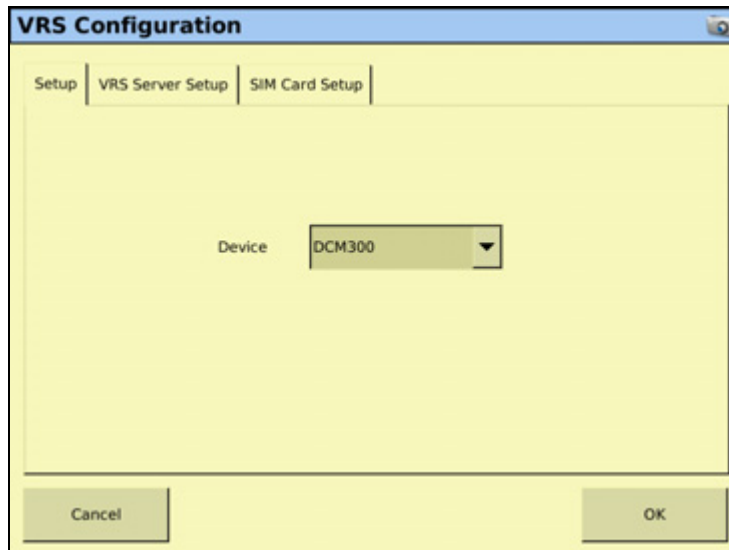 VRS Configuration
Setup VRS Server Setup SIM Card Setup
Device DCM300
Cancel OK